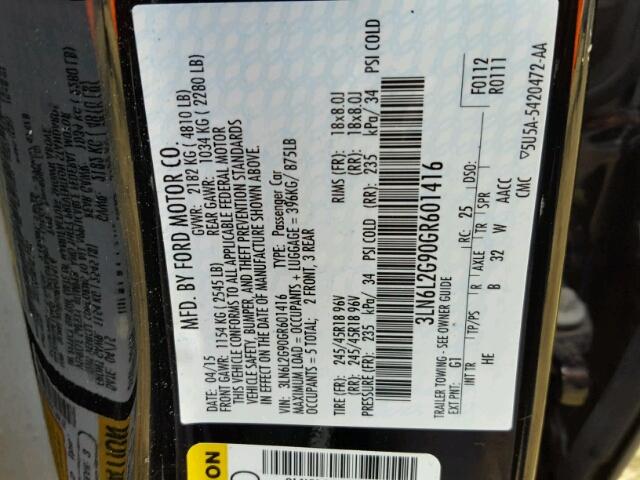 MFD. BY FORD MOTOR CO.
DATE: 04/15 GVWR: 2182 KG ( 4810 LB)
FRONT GAWR: 1154 KG ( 2545LB) REAR GAWR: 1034 KG ( 2280 LB)
THIS VEHICLE CONFORMS TO ALL APPLICABLE FEDERAL MOTOR
VEHICLE SAFETY, BUMPER, AND THEFT PREVENTION STANDARDS
IN EFFECT ON THE DATE OF MANUFACTURE SHOWN ABOVE.
VIN: 3LN6L2G90GR601416 TYPE: Passenger Car
MAXIMUM LOAD = OCCUPANTS + LUGGAGE = 396KG/ 875LB
OCCUPANTS = 5 TOTAL: 2 FRONT, 3 REAR
TIRE (FR): 245/45R18 96V RIMS (FR): 18x8.0J
(RR): 245/45R18 96V (RR): 18x8.0J
PRESSURE (FR): 235 kPa/ 34 PSI COLD (RR): 235 kPa/ 34 PSI COLD
3LN6L2G90GR601416
TRAILER TOWING - SEE OWNER GUIDE
F0112
R0111
EXT PNT: G1 RC: 25 DSO:
INT TR TP/PS R AXLE TR SPR
HE B 32 W AACC
CMC ▽5U5A-5420472-AA
ION